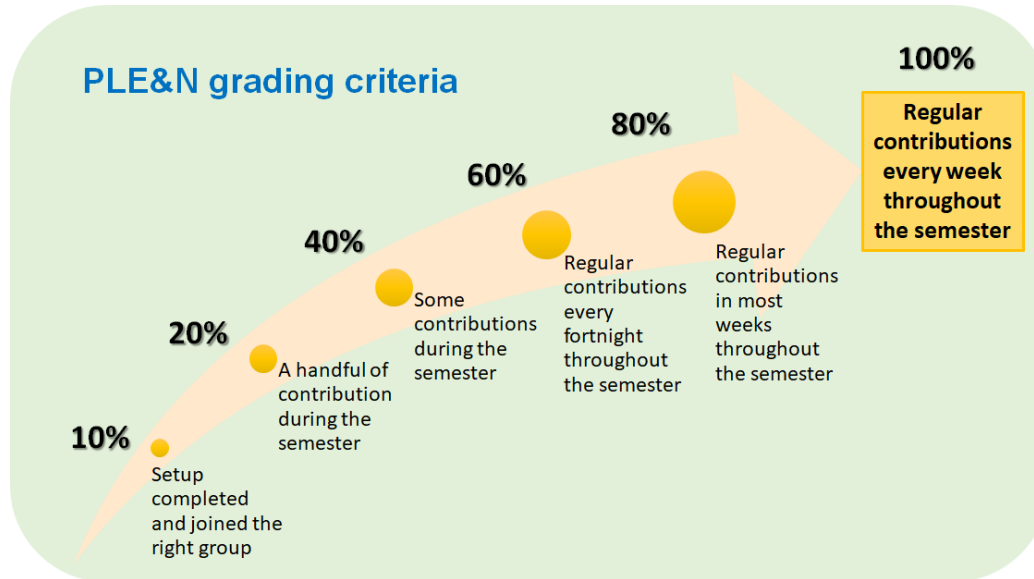 PLE&N grading criteria
10%
Setup
completed
and joined the
right group
20%
A handful of
contribution
during the
semester
40%
Some
contributions
during the
semester
60%
Regular
contributions
every
fortnight
throughout
the semester
80%
Regular
contributions
in most
weeks
throughout
the semester
100%
Regular
contributions
every week
throughout
the semester